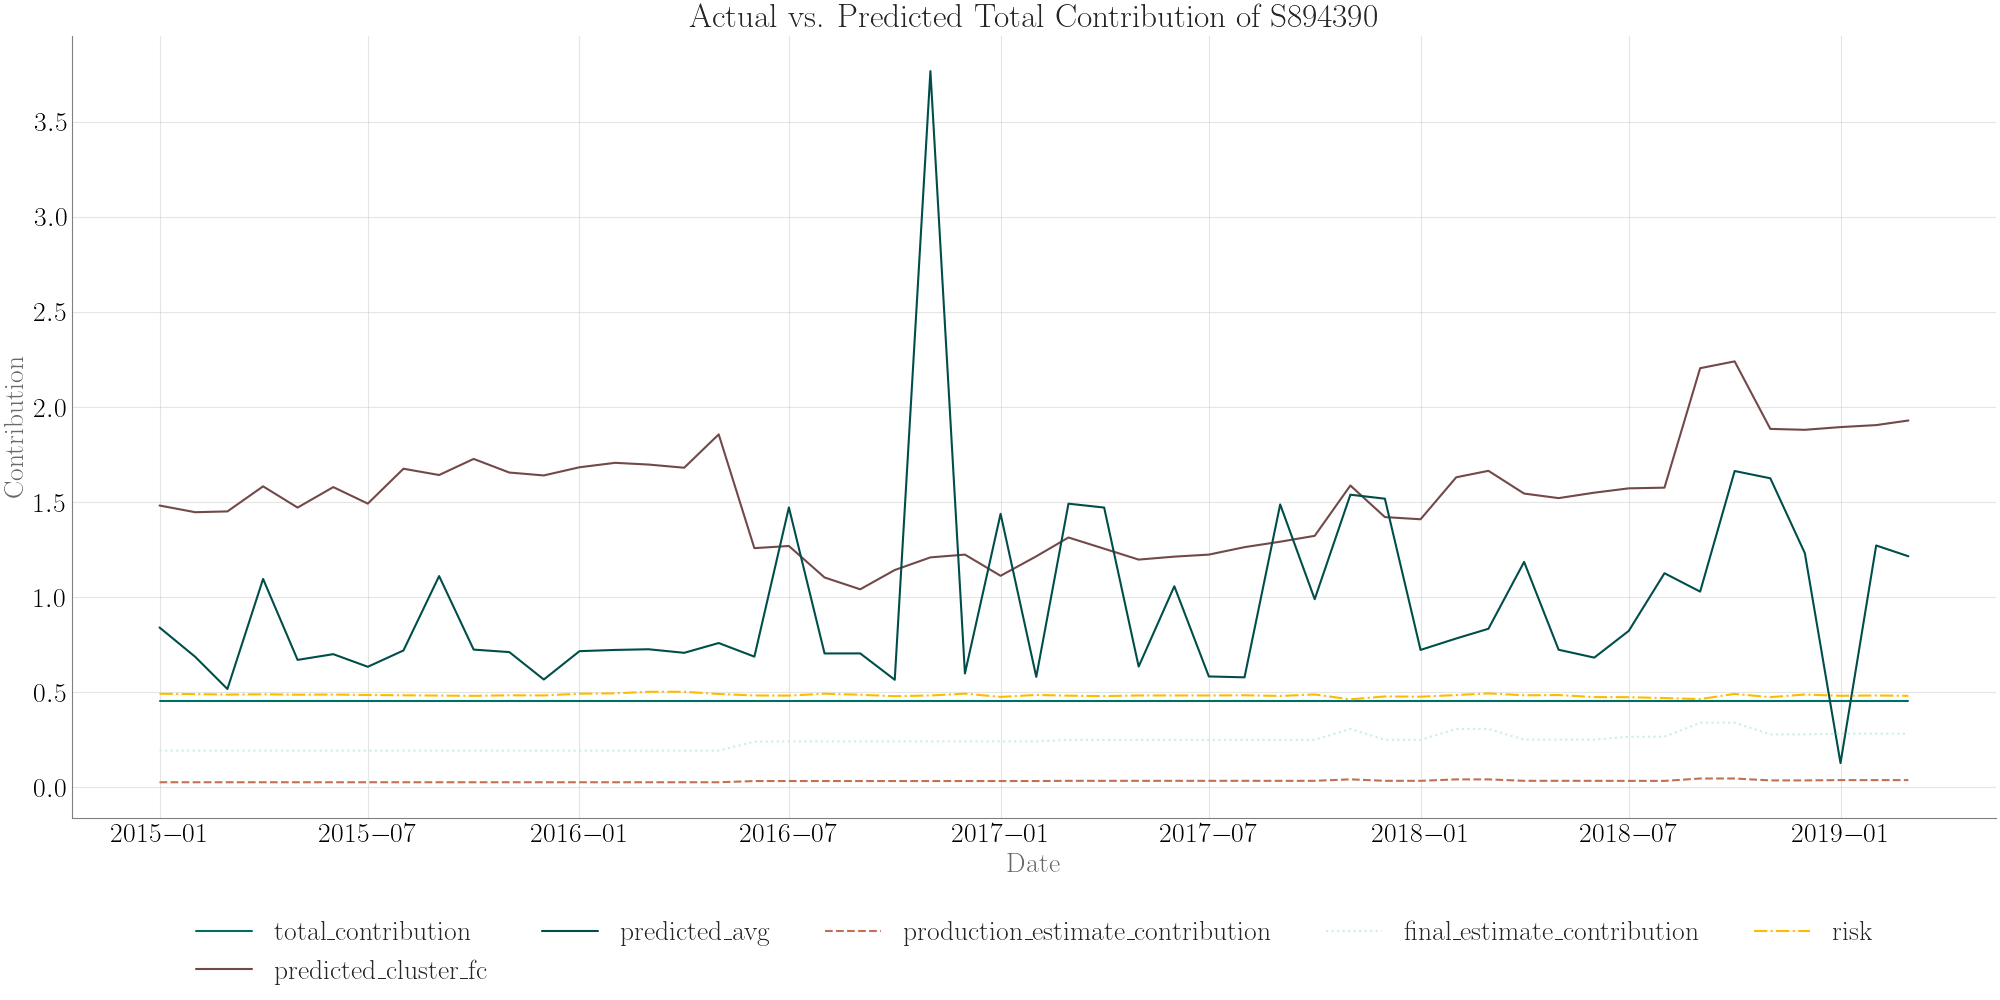 Actual vs. Predicted Total Contribution of S894390
Contribution
3.5
3.0
2.5
2.0
1.5
1.0
0.5
0.0
2015–01 2015–07 2016–01 2016–07 2017–01 2017–07 2018–01 2018–07 2019–01
Date
total_contribution predicted_avg production_estimate_contribution final_estimate_contribution risk
predicted_cluster_fc